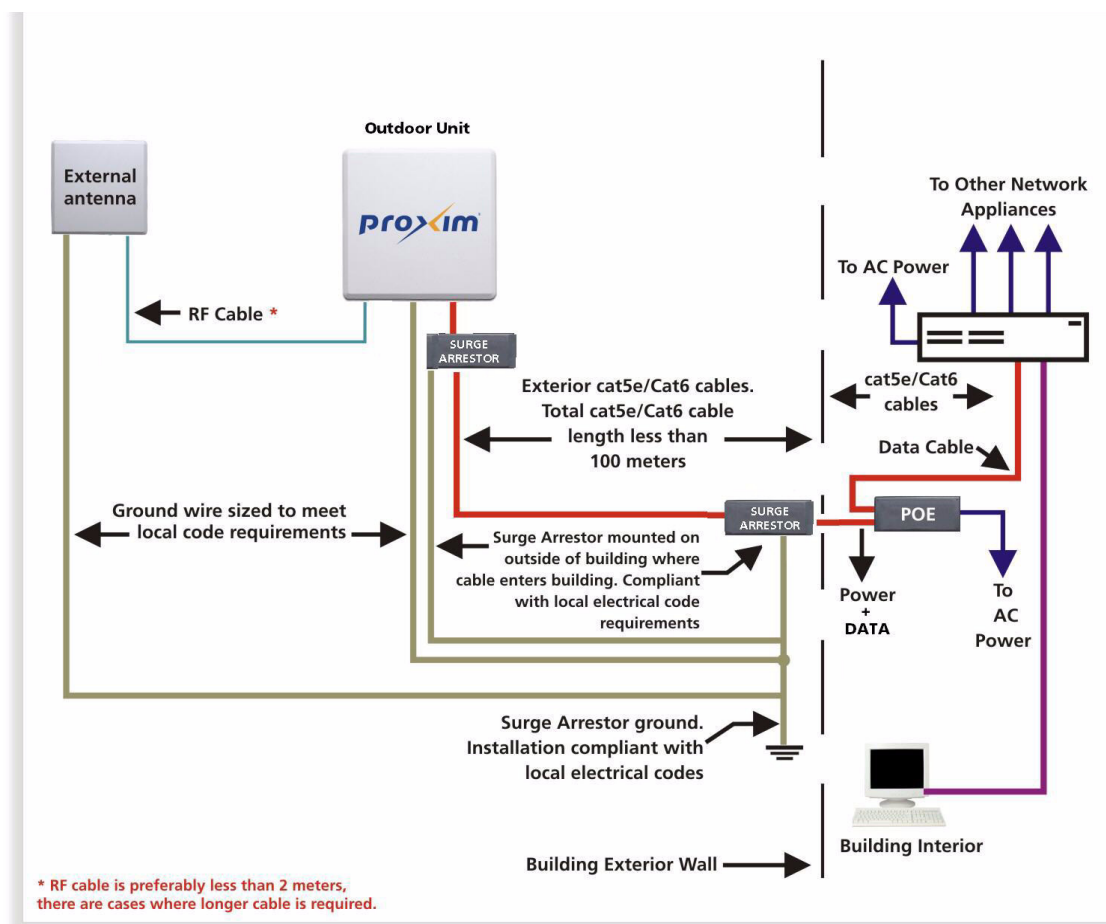 Outdoor Unit
External
antenna
proxim
To Other Network
Appliances
To AC Power
RF Cable *
SURGE
ARRESTOR
Exterior cat5e/Cat6 cables.
Total cat5e/Cat6 cable
length less than
100 meters
cat5e/Cat6
cables
Data Cable
Ground wire sized to meet
local code requirements
SURGE
ARRESTOR
POE
Surge Arrestor mounted on
outside of building where
cable enters building. Compliant
with local electrical code
requirements
Power
+
DATA
To
AC
Power
Surge Arrestor ground.
Installation compliant with
local electrical codes
Building Interior
Building Exterior Wall
* RF cable is preferably less than 2 meters,
there are cases where longer cable is required.